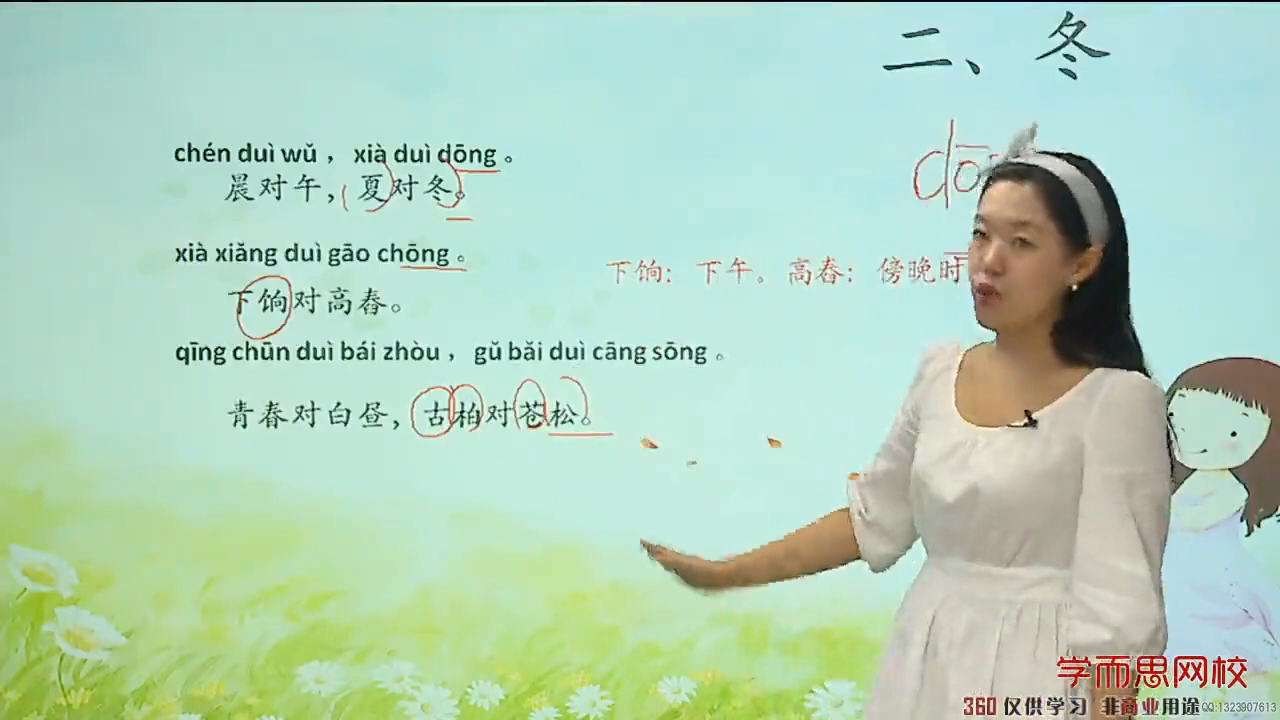 二、冬
dō
chén duì wǔ ，xià duì dōng 。
晨对午，夏对冬。
xià xiǎng duì gāo chōng 。
下饷对高舂。
下饷：下午。高舂：傍晚时
qīng chūn duì bái zhòu ，gǔ bǎi duì cāng sōng 。
青春对白昼，古柏对苍松。
学而思网校
360 仅供学习 非商业用途 QQ:1323907613